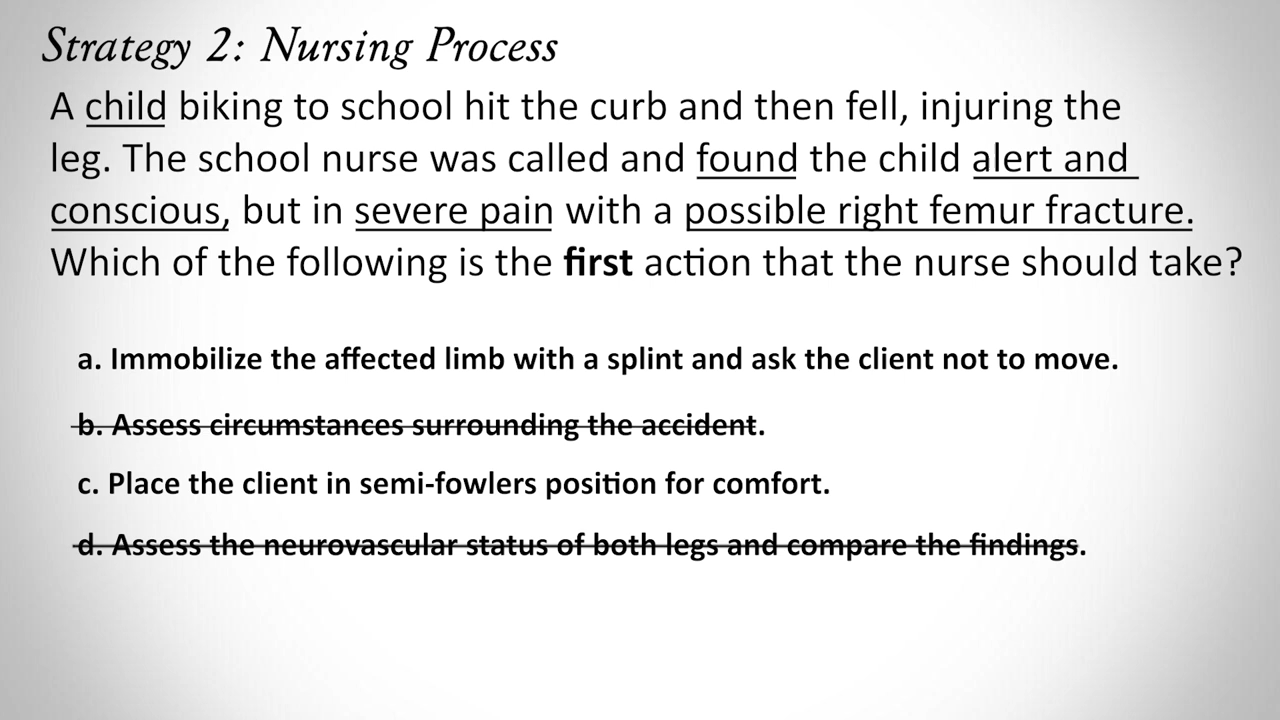 Strategy 2: Nursing Process
A child biking to school hit the curb and then fell, injuring the
leg. The school nurse was called and found the child alert and
conscious, but in severe pain with a possible right femur fracture.
Which of the following is the first action that the nurse should take?
a. Immobilize the affected limb with a splint and ask the client not to move.
b. Assess circumstances surrounding the accident.
c. Place the client in semi-fowlers position for comfort.
d. Assess the neurovascular status of both legs and compare the findings.